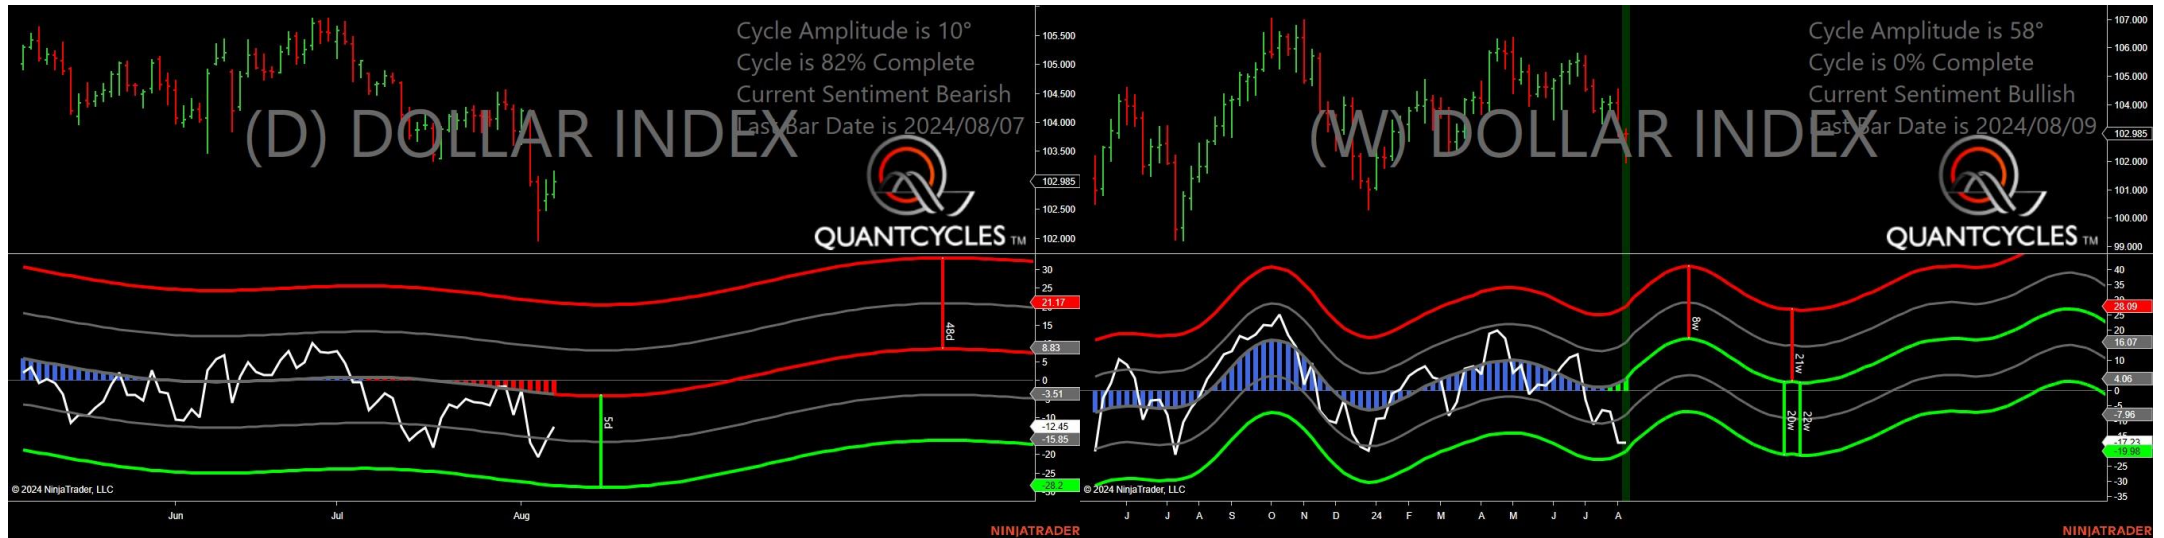 Cycle Amplitude is 10°
Cycle is 82% Complete
Current Sentiment Bearish
Last Bar Date is 2024/08/07
(D) DOLLAR INDEX
QUANTCYCLES TM
105.500
105.000
104.500
104.000
103.500
102.985
102.500
102.000
30
25
21.17
15
8.83
5
0
-3.51
-10
-12.45
-15.85
-20
-25
-28.2
48d
5d
© 2024 NinjaTrader, LLC
Jun Jul Aug
NINJATRADER
Cycle Amplitude is 58°
Cycle is 0% Complete
Current Sentiment Bullish
Last Bar Date is 2024/08/09
(W) DOLLAR INDEX
QUANTCYCLES TM
107.000
106.000
105.000
104.000
102.985
102.000
101.000
100.000
99.000
40
35
28.09
25
20
16.07
10
4.06
0
-5
-7.96
-17.23
-19.98
-25
-30
-35
8w
21w
20w
22w
© 2024 NinjaTrader, LLC
J J A S O N D 24 F M A M J J A
NINJATRADER